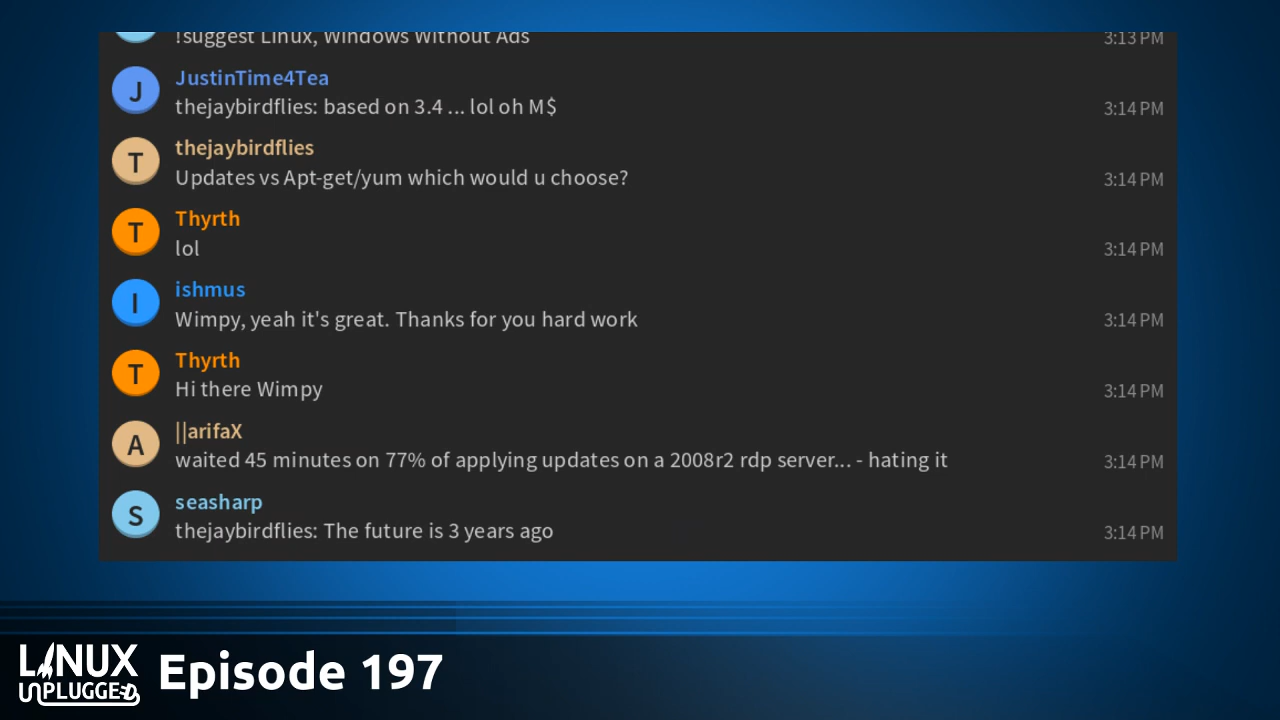 !suggest Linux, Windows Without Ads
3:13 PM
J
JustinTime4Tea
thejaybirdflies: based on 3.4 ... lol oh M$
3:14 PM
T
thejaybirdflies
Updates vs Apt-get/yum which would u choose?
3:14 PM
T
Thyrth
lol
3:14 PM
I
ishmus
Wimpy, yeah it's great. Thanks for you hard work
3:14 PM
T
Thyrth
Hi there Wimpy
3:14 PM
A
||arifaX
waited 45 minutes on 77% of applying updates on a 2008r2 rdp server... - hating it
3:14 PM
S
seasharp
thejaybirdflies: The future is 3 years ago
3:14 PM
LINUX
UNPLUGGED
Episode 197